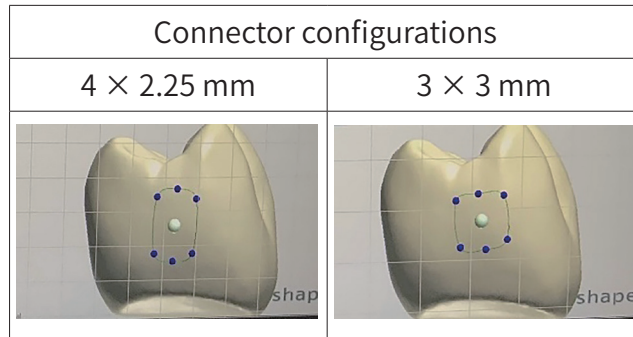 Connector configurations
4 × 2.25 mm
3 × 3 mm
shap
shape